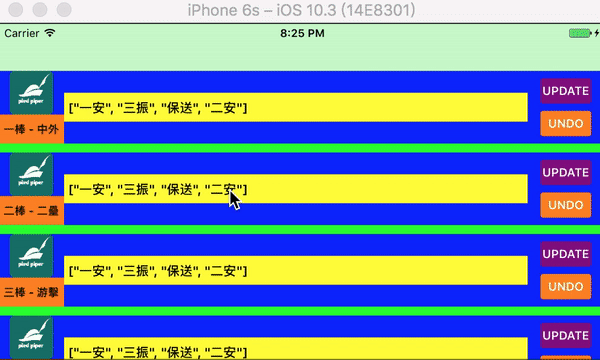 iPhone 6s – iOS 10.3 (14E8301)
Carrier 8:25 PM
pied piper
一棒 - 中外
["一安", "三振", "保送", "二安"]
UPDATE
UNDO
pied piper
二棒 - 二壘
["一安", "三振", "保送", "二安"]
UPDATE
UNDO
pied piper
三棒 - 游擊
["一安", "三振", "保送", "二安"]
UPDATE
UNDO
pied piper
["一安", "三振", "保送", "二安"]
UPDATE